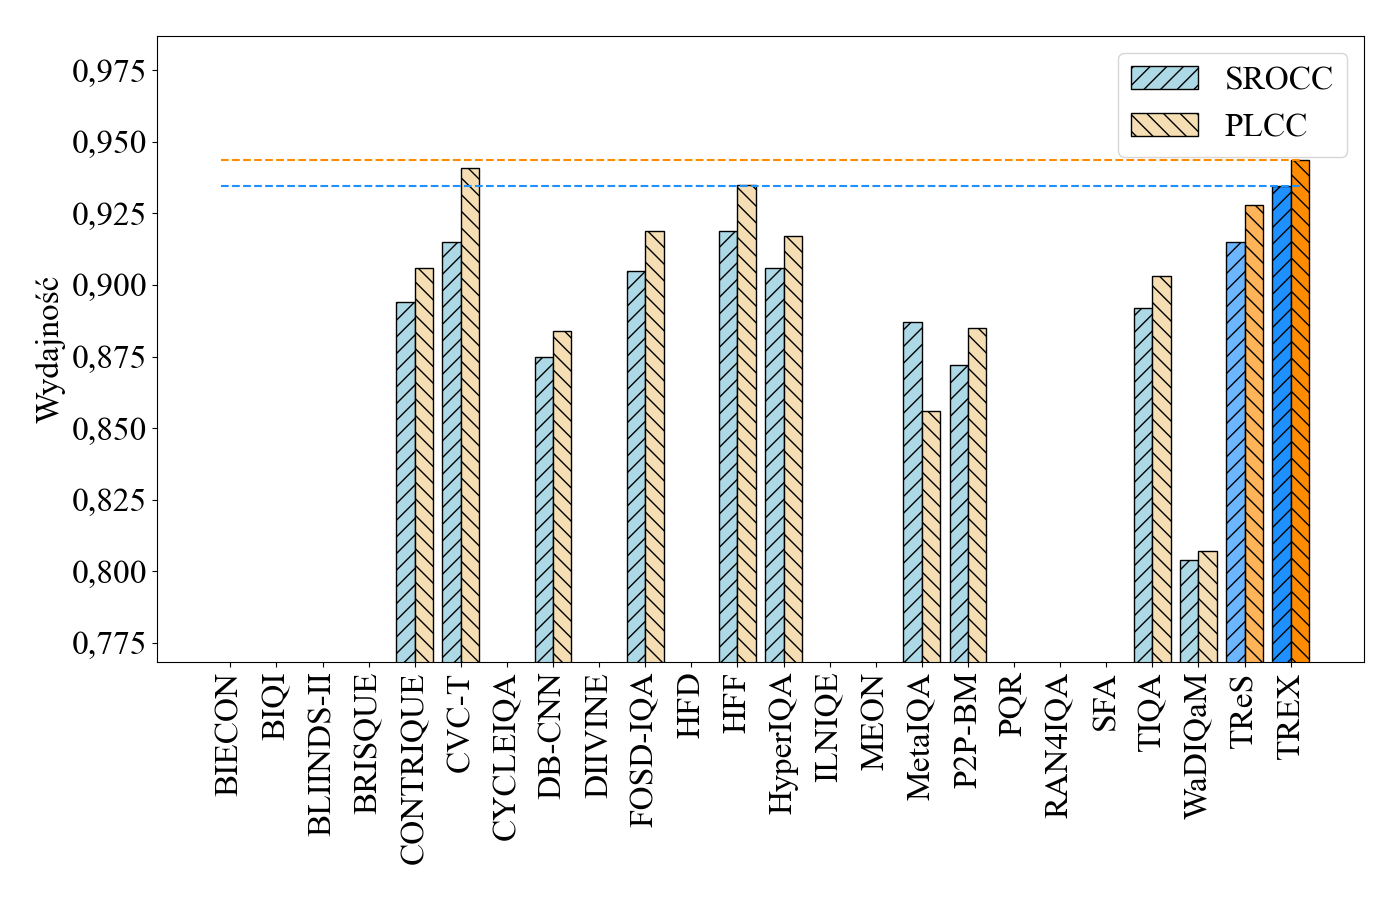 0,975
0,950
0,925
0,900
0,875
0,850
0,825
0,800
0,775
Wydajność
SROCC
PLCC
BIECON
BIQI
BLIINDS-II
BRISQUE
CONTRIQUE
CVC-T
CYCLEIQA
DB-CNN
DIIVINE
FOSD-IQA
HFD
HFF
HyperIQA
ILNIQE
MEON
MetaIQA
P2P-BM
PQR
RAN4IQA
SFA
TIQA
WaDIQaM
TReS
TREX